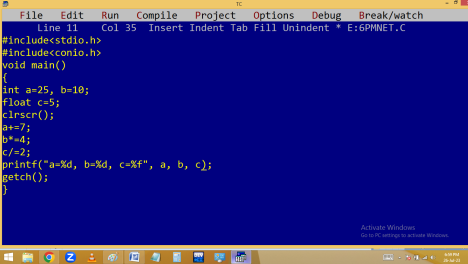 TC
File Edit Run Compile Project Options Debug Break/watch
Line 11 Col 35 Insert Indent Tab Fill Unindent * E:6PMNET.C
#include<stdio.h>
#include<conio.h>
void main()
{
int a=25, b=10;
float c=5;
clrscr();
a+=7;
b*=4;
c/=2;
printf("a=%d, b=%d, c=%f", a, b, c);
getch();
}
Activate Windows
Go to PC settings to activate Windows.